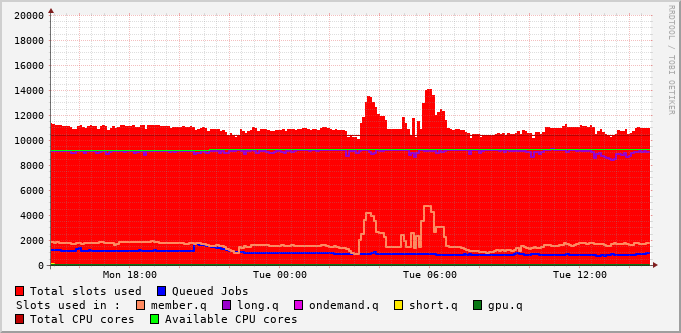 20000
18000
16000
14000
12000
10000
8000
6000
4000
2000
0
Mon 18:00 Tue 00:00 Tue 06:00 Tue 12:00
Total slots used Queued Jobs
Slots used in : member.q long.q ondemand.q short.q gpu.q
Total CPU cores Available CPU cores
RRDTOOL / TOBI OETIKER